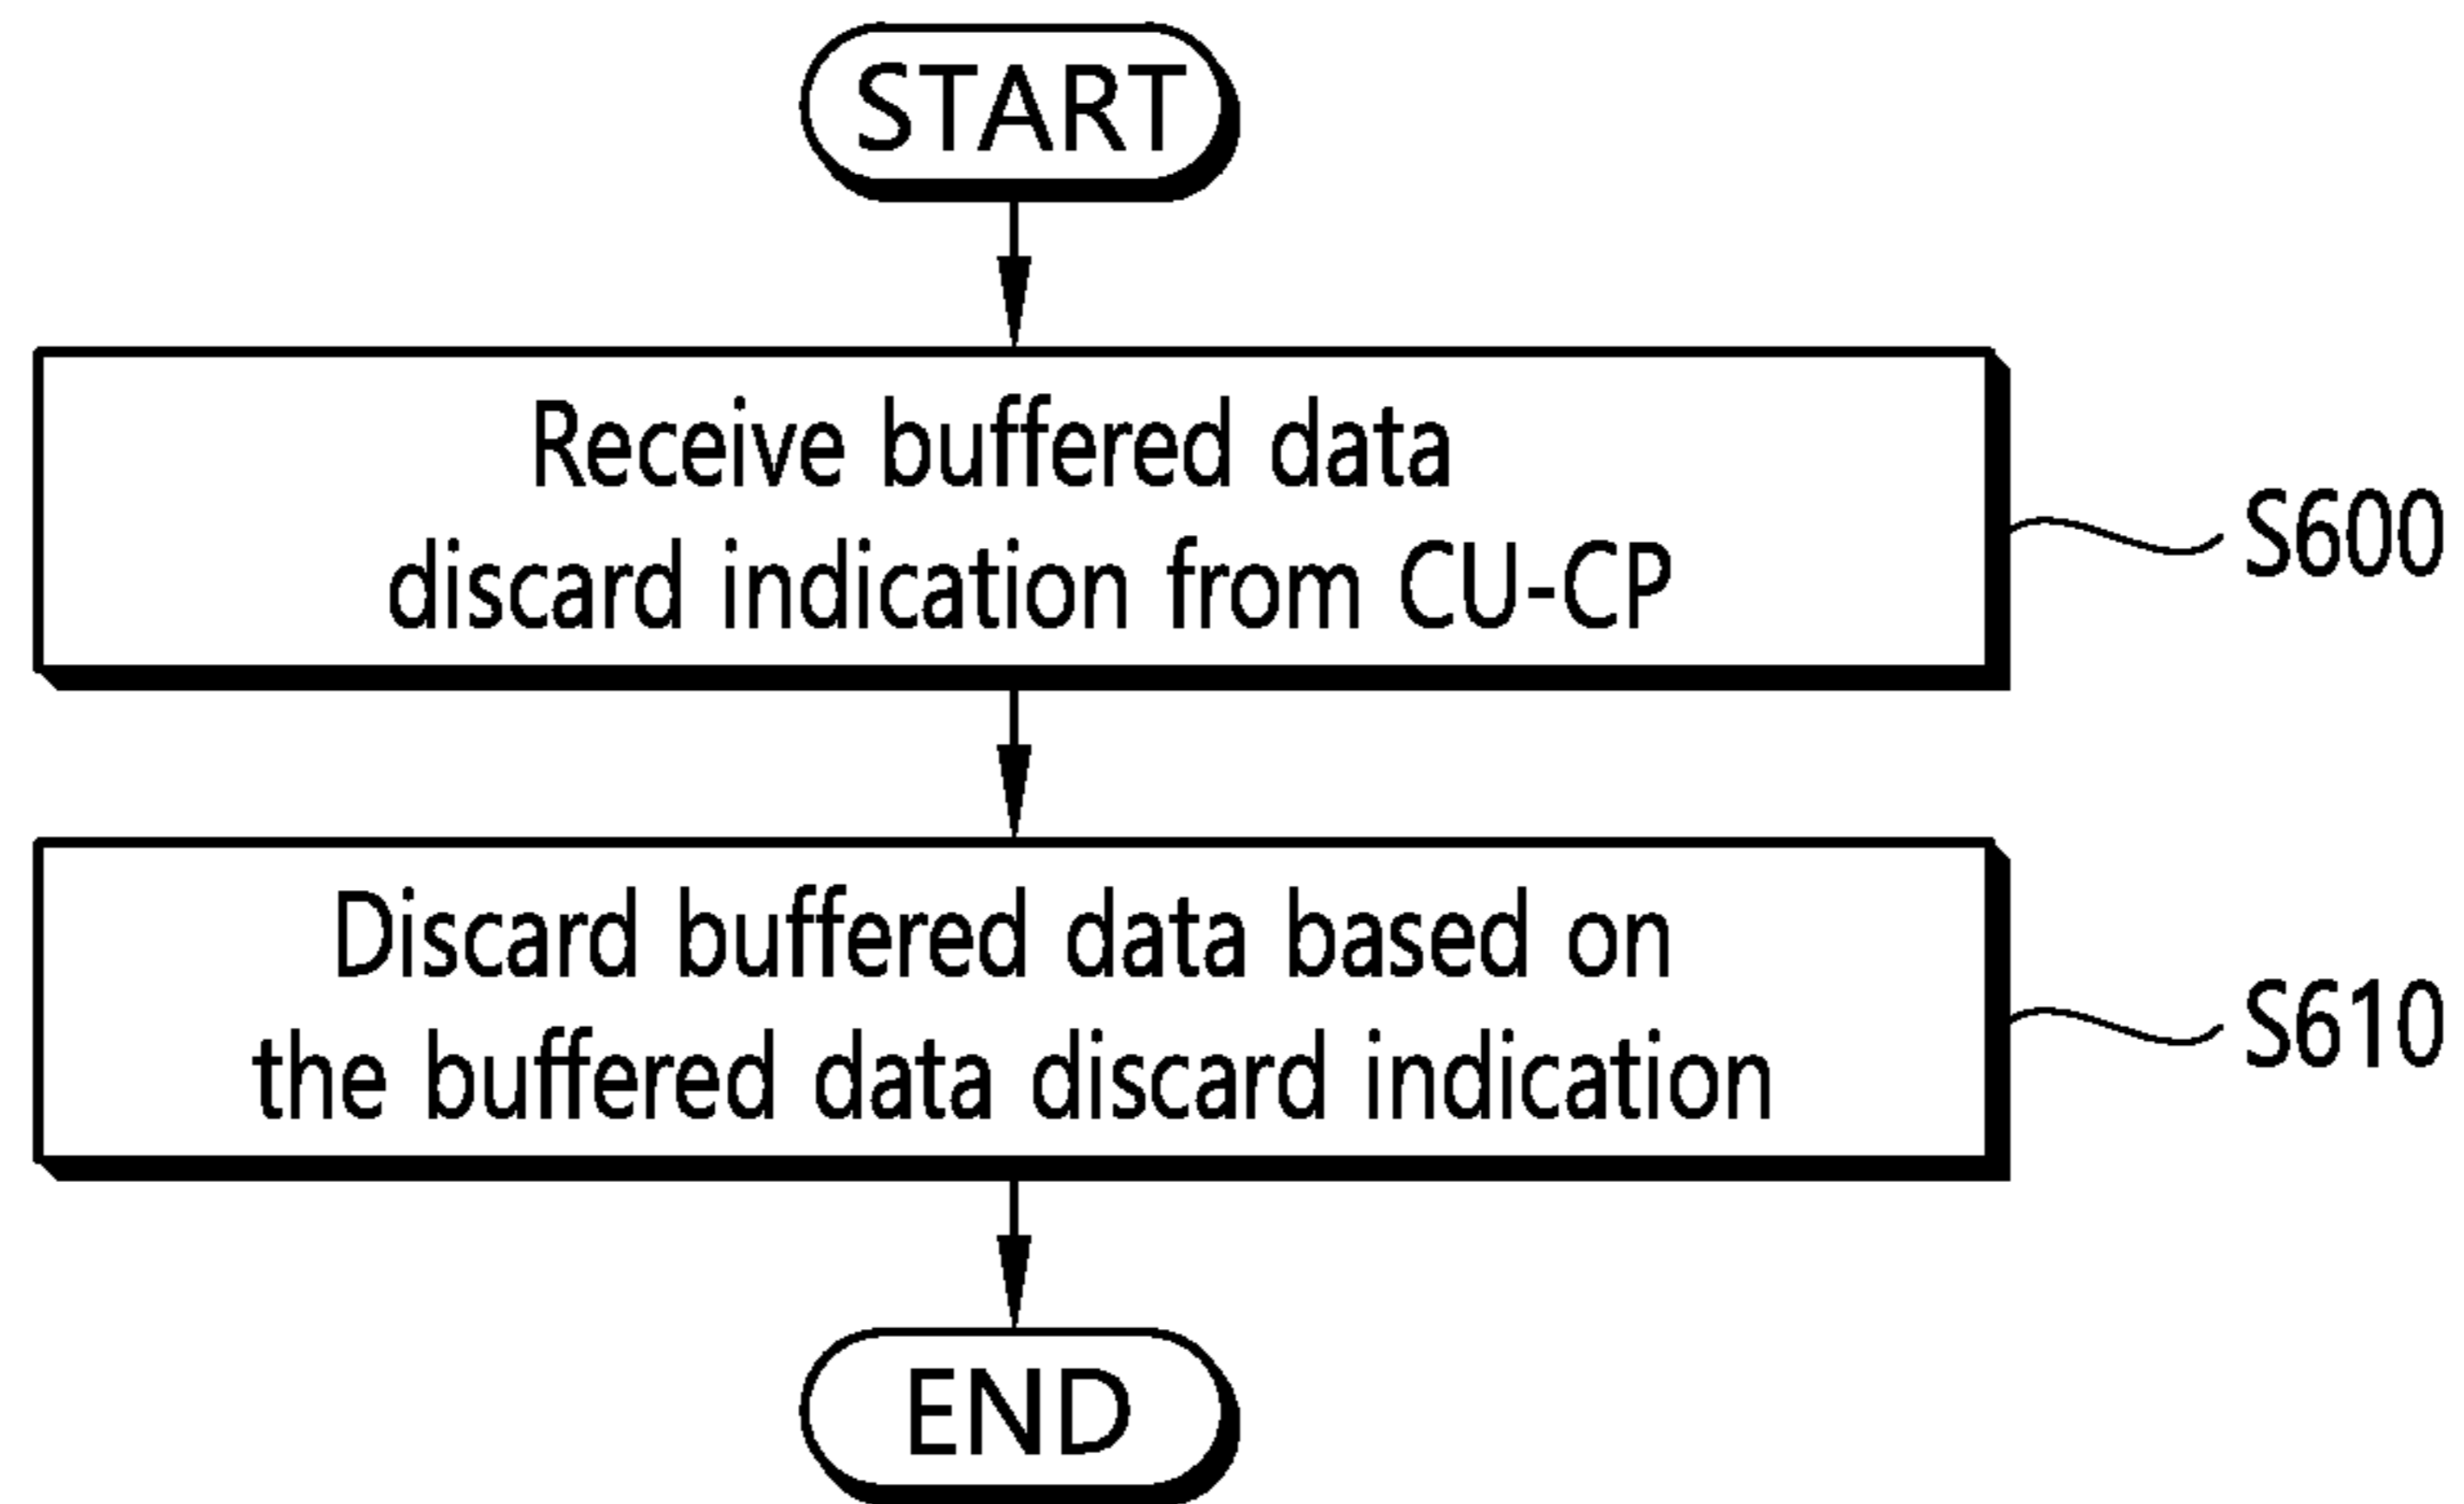 START
Receive buffered data
discard indication from CU-CP
S600
Discard buffered data based on
the buffered data discard indication
S610
END